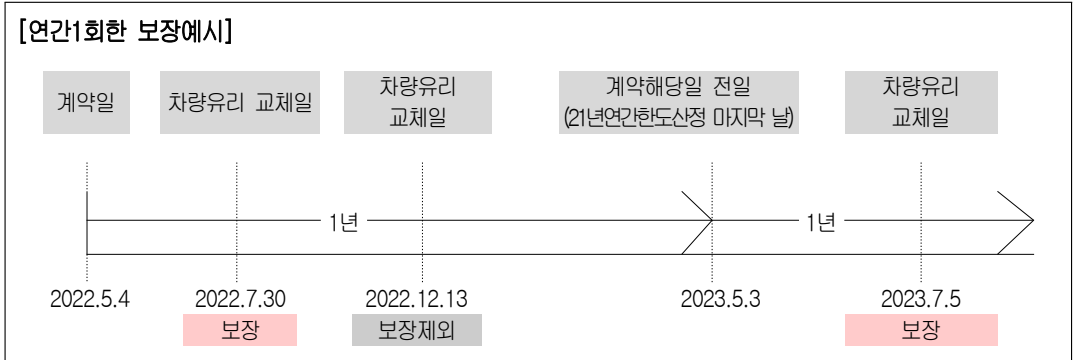 [연간1회한 보장예시]
계약일
차량유리 교체일
차량유리
교체일
계약해당일 전일
(21년연간한도산정 마지막 날)
차량유리
교체일
1년
1년
2022.5.4
2022.7.30
2022.12.13
2023.5.3
2023.7.5
보장
보장제외
보장